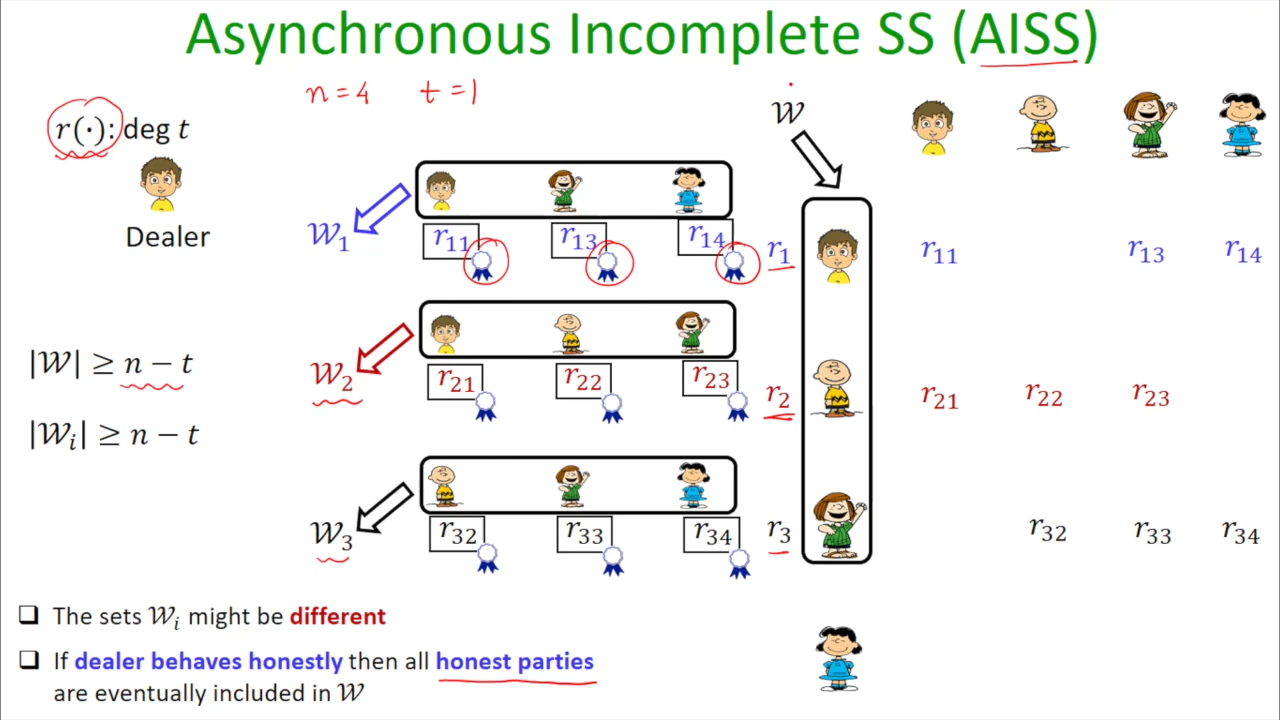 Asynchronous Incomplete SS (AISS)
n = 4 t = 1
r(·): deg t
Dealer
𝒲
𝒲₁ r₁₁ r₁₃ r₁₄ r₁ r₁₁ r₁₃ r₁₄
|𝒲| ≥ n − t
𝒲₂ r₂₁ r₂₂ r₂₃ r₂ r₂₁ r₂₂ r₂₃
|𝒲ᵢ| ≥ n − t
𝒲₃ r₃₂ r₃₃ r₃₄ r₃ r₃₂ r₃₃ r₃₄
❑ The sets 𝒲ᵢ might be different
❑ If dealer behaves honestly then all honest parties
are eventually included in 𝒲